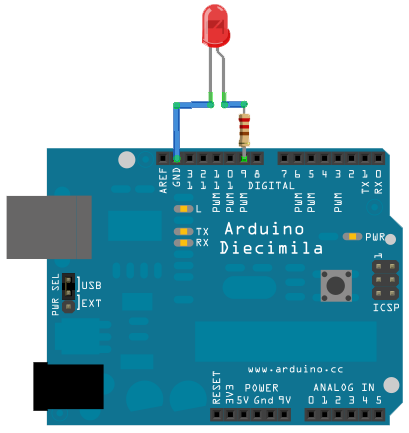 AREF
GND
13
12
11
10
9
8
7
6
5
4
3
2
1
0
PWM
PWM
PWM
PWM
PWM
PWM
TX
RX
DIGITAL
L
TX
RX
Arduino
Diecimila
PWR
1
ICSP
PWR SEL
USB
EXT
www.arduino.cc
RESET
3V3
5V
Gnd
9V
POWER
ANALOG IN
0 1 2 3 4 5